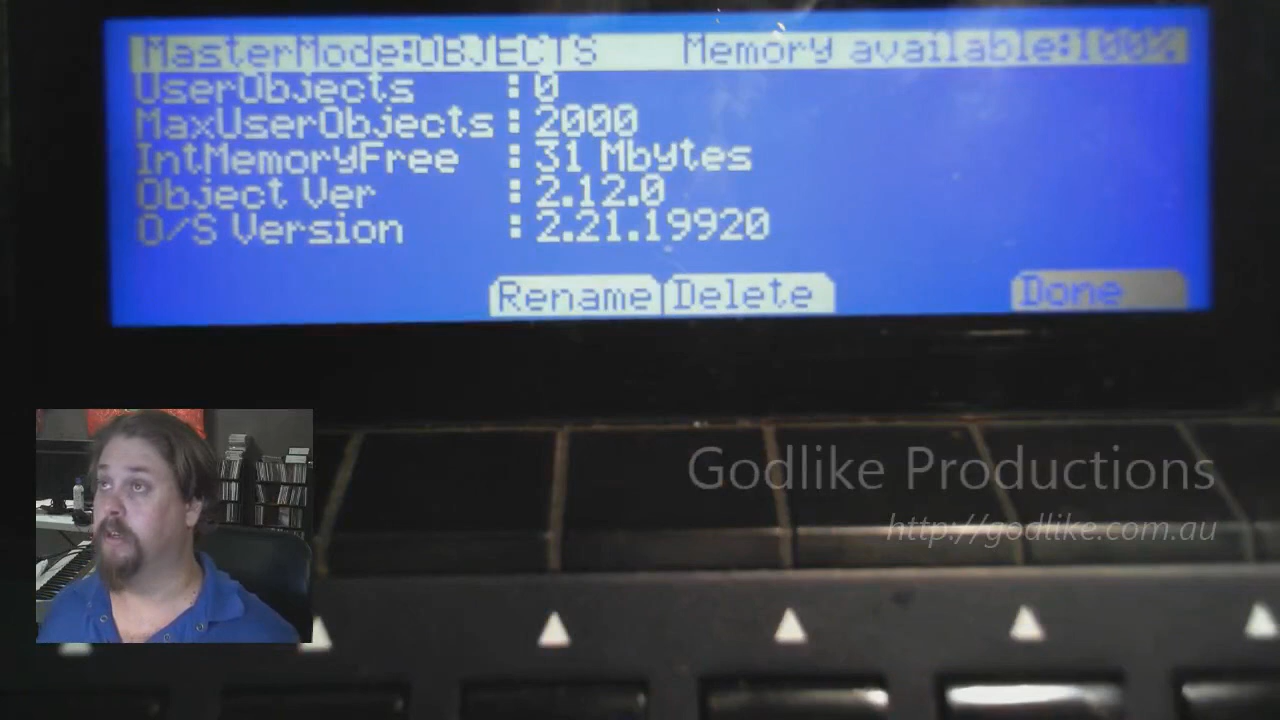 MasterMode:OBJECTS Memory available:100%
UserObjects : 0
MaxUserObjects : 2000
IntMemoryFree : 31 Mbytes
Object Ver : 2.12.0
O/S Version : 2.21.19920
Rename Delete Done
Godlike Productions
http://godlike.com.au